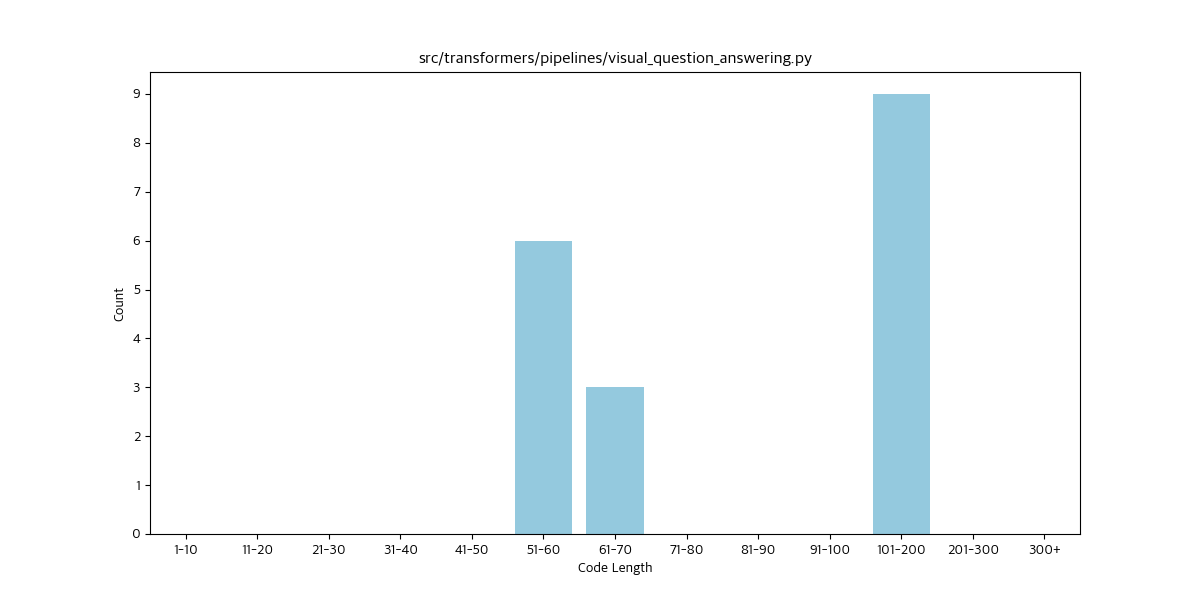 src/transformers/pipelines/visual_question_answering.py
9
8
7
6
5
4
3
2
1
0
Count
1-10 11-20 21-30 31-40 41-50 51-60 61-70 71-80 81-90 91-100 101-200 201-300 300+
Code Length